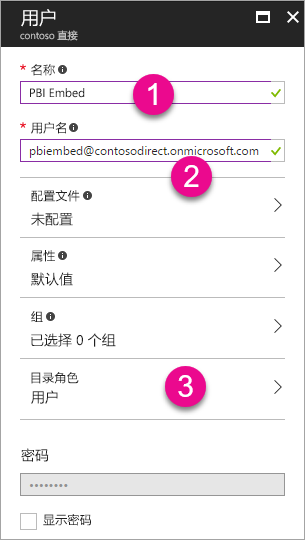 用户
contoso 直接
* 名称
PBI Embed
1
* 用户名
pbiembed@contosodirect.onmicrosoft.com
2
配置文件
未配置
属性
默认值
组
已选择 0 个组
目录角色
用户
3
密码
••••••••
显示密码